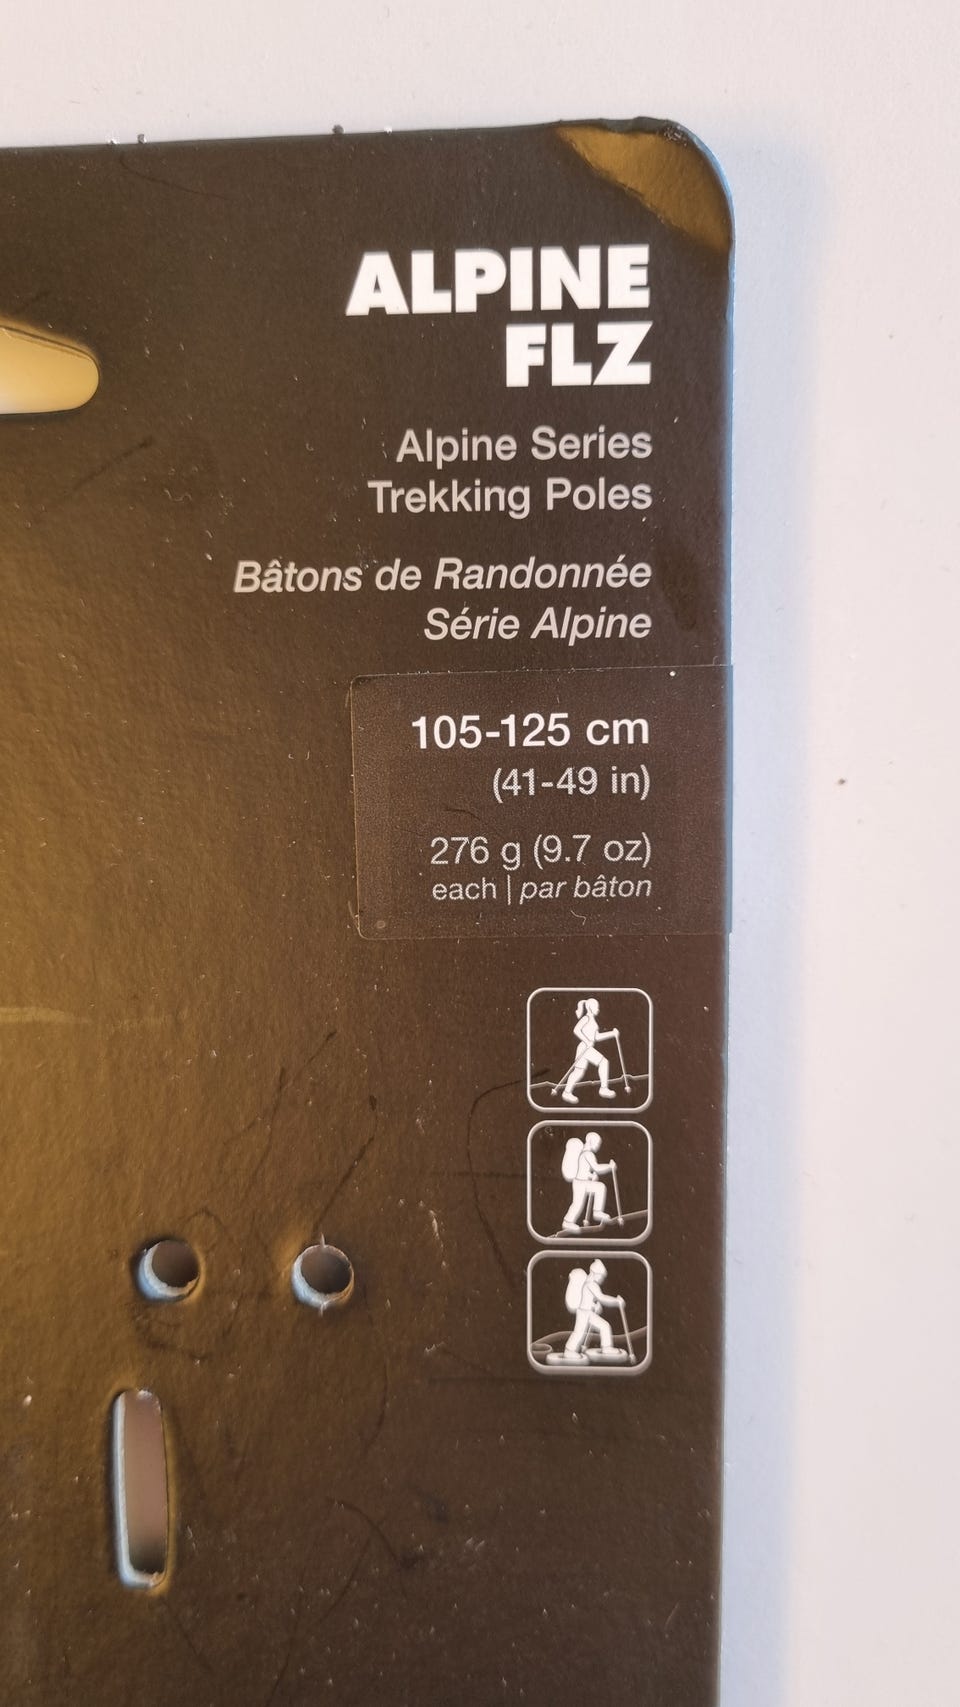 ALPINE
FLZ
Alpine Series
Trekking Poles
Bâtons de Randonnée
Série Alpine
105-125 cm
(41-49 in)
276 g (9.7 oz)
each | par bâton